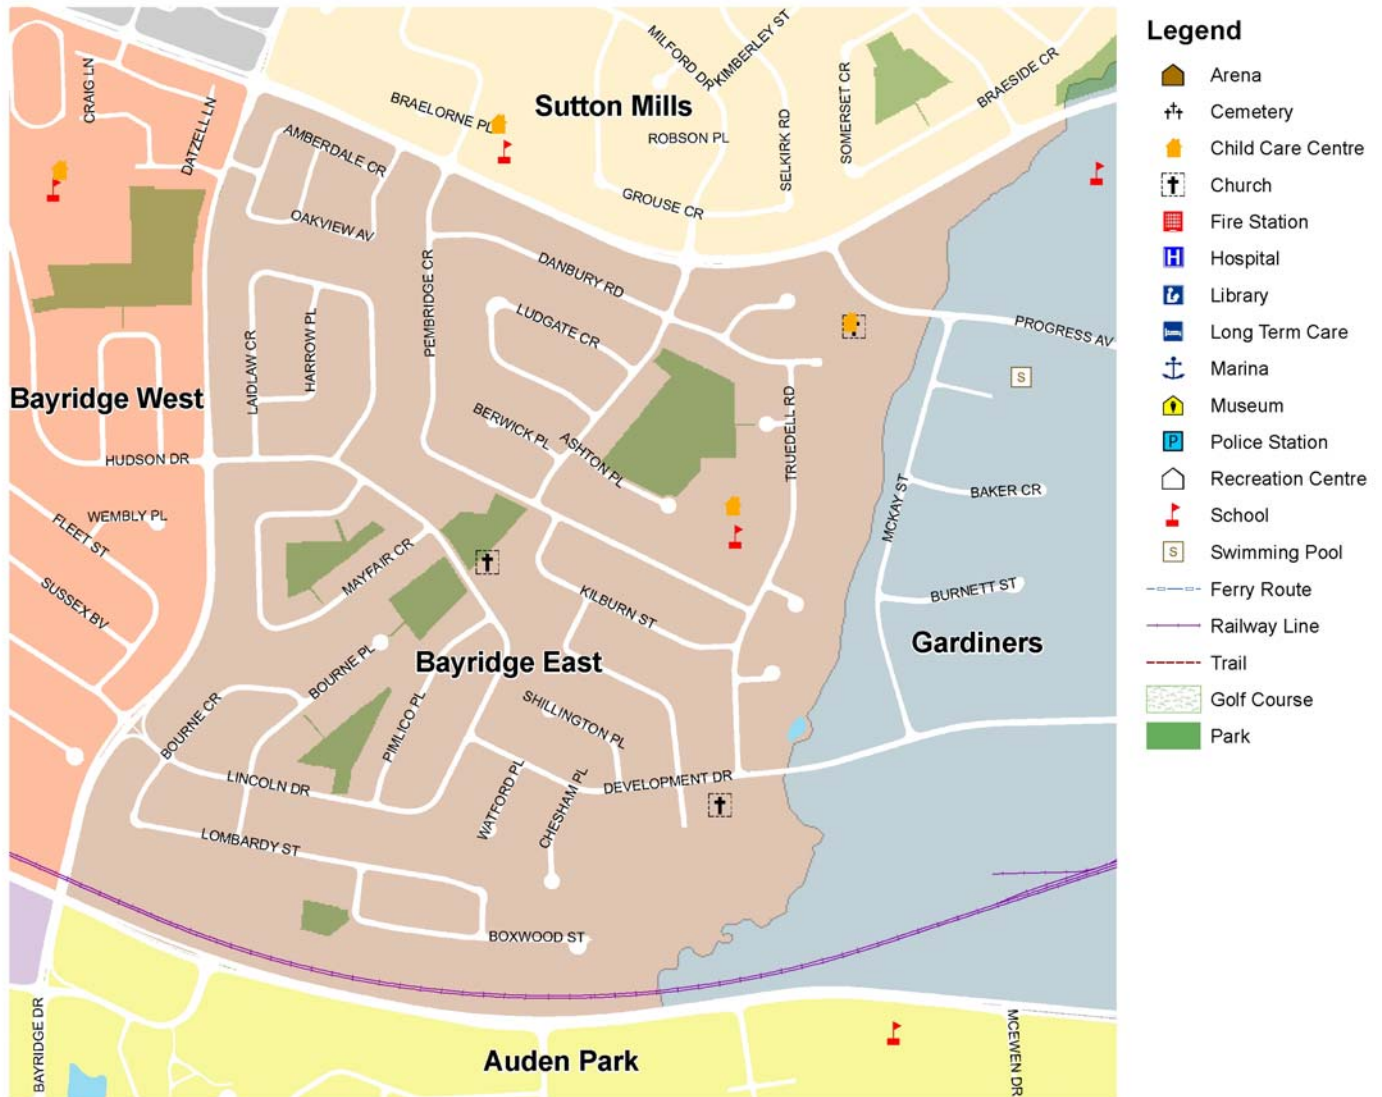 MILFORD DR
KIMBERLEY ST
CRAIG LN
DATZELL LN
BRAELORNE PL
Sutton Mills
ROBSON PL
SELKIRK RD
SOMERSET CR
BRAESIDE CR
AMBERDALE CR
OAKVIEW AV
GROUSE CR
DANBURY RD
PEMBRIDGE CR
LUDGATE CR
LAIDLAW CR
HARROW PL
PROGRESS AV
S
Bayridge West
BERWICK PL
ASHTON PL
TRUEDELL RD
HUDSON DR
WEMBLY PL
FLEET ST
SUSSEX BV
MCKAY ST
BAKER CR
MAYFAIR CR
KILBURN ST
BURNETT ST
Gardiners
Bayridge East
BOURNE PL
BOURNE CR
PIMLICO PL
SHILLINGTON PL
LINCOLN DR
WATFORD PL
CHESHAM PL
DEVELOPMENT DR
LOMBARDY ST
BOXWOOD ST
BAYRIDGE DR
Auden Park
MCEWEN DR
Legend
Arena
Cemetery
Child Care Centre
Church
Fire Station
H Hospital
Library
Long Term Care
Marina
Museum
P Police Station
Recreation Centre
School
S Swimming Pool
Ferry Route
Railway Line
Trail
Golf Course
Park